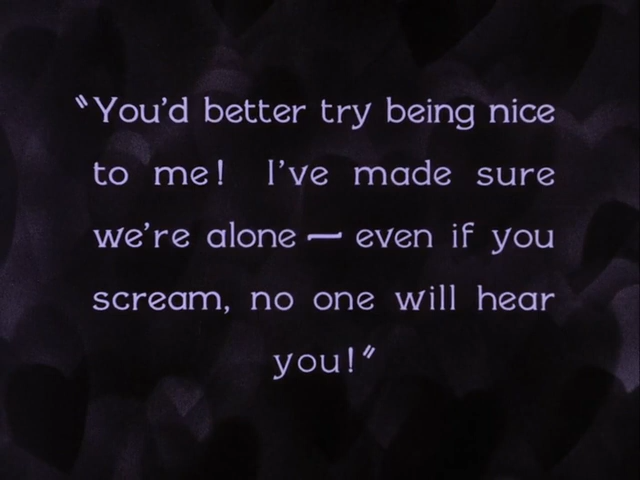 "You'd better try being nice
to me! I've made sure
we're alone — even if you
scream, no one will hear
you!"